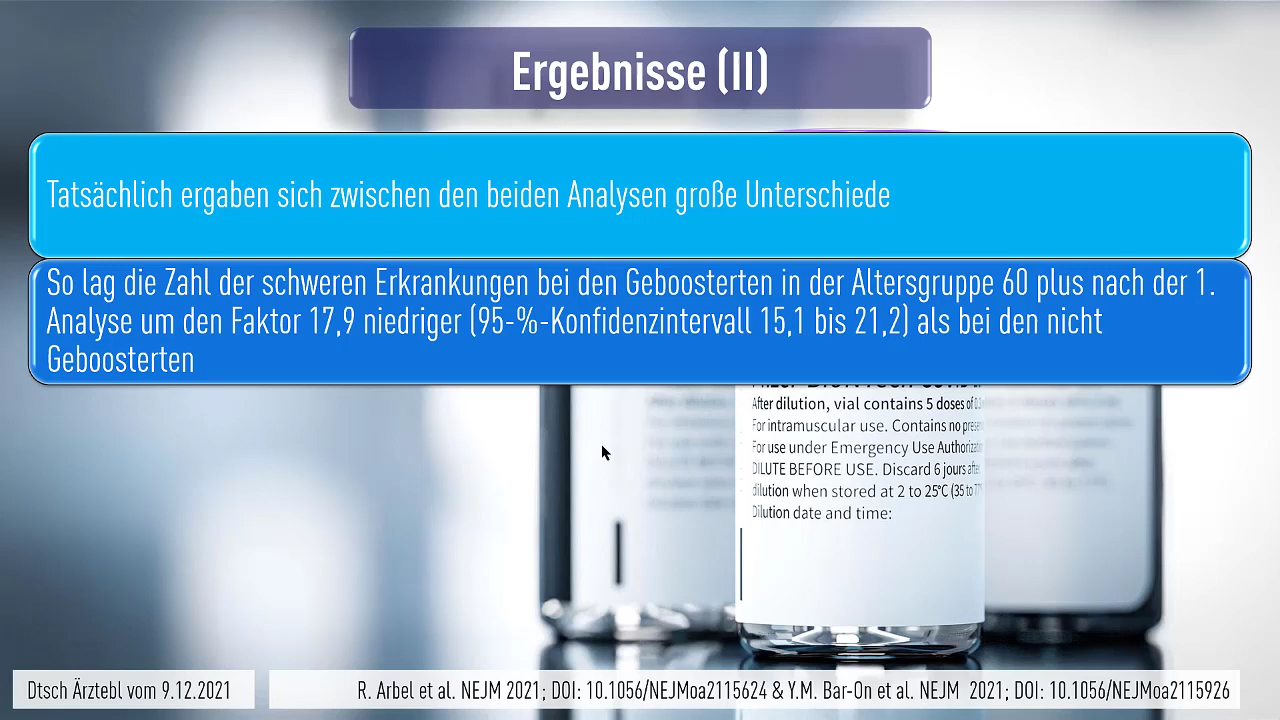 Ergebnisse (II)
Tatsächlich ergaben sich zwischen den beiden Analysen große Unterschiede
So lag die Zahl der schweren Erkrankungen bei den Geboosterten in der Altersgruppe 60 plus nach der 1.
Analyse um den Faktor 17,9 niedriger (95-%-Konfidenzintervall 15,1 bis 21,2) als bei den nicht
Geboosterten
After dilution, vial contains 5 doses of
For intramuscular use. Contains no
For use under Emergency Use
DILUTE BEFORE USE. Discard 6 jours after
dilution when stored at 2 to 25°C (35 to
Dilution date and time:
Dtsch Ärztebl vom 9.12.2021
R. Arbel et al. NEJM 2021; DOI: 10.1056/NEJMoa2115624 & Y.M. Bar-On et al. NEJM 2021; DOI: 10.1056/NEJMoa2115926